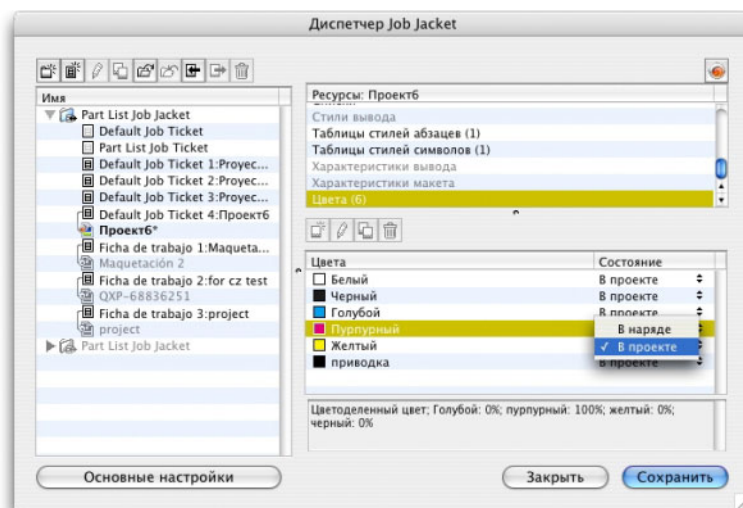 Диспетчер Job Jacket
Имя
Part List Job Jacket
Default Job Ticket
Part List Job Ticket
Default Job Ticket 1:Proyec...
Default Job Ticket 2:Proyec...
Default Job Ticket 3:Proyec...
Default Job Ticket 4:Проект6
Проект6*
Ficha de trabajo 1:Maqueta...
Maquetación 2
Ficha de trabajo 2:for cz test
QXP-68836251
Ficha de trabajo 3:project
project
Part List Job Jacket
Ресурсы: Проект6
Стили вывода
Таблицы стилей абзацев (1)
Таблицы стилей символов (1)
Характеристики вывода
Характеристики макета
Цвета (6)
Цвета Состояние
Белый В проекте
Черный В проекте
Голубой В проекте
Пурпурный В наряде
Желтый ✓ В проекте
приводка В проекте
Цветоделенный цвет; Голубой: 0%; пурпурный: 100%; желтый: 0%;
черный: 0%
Основные настройки Закрыть Сохранить